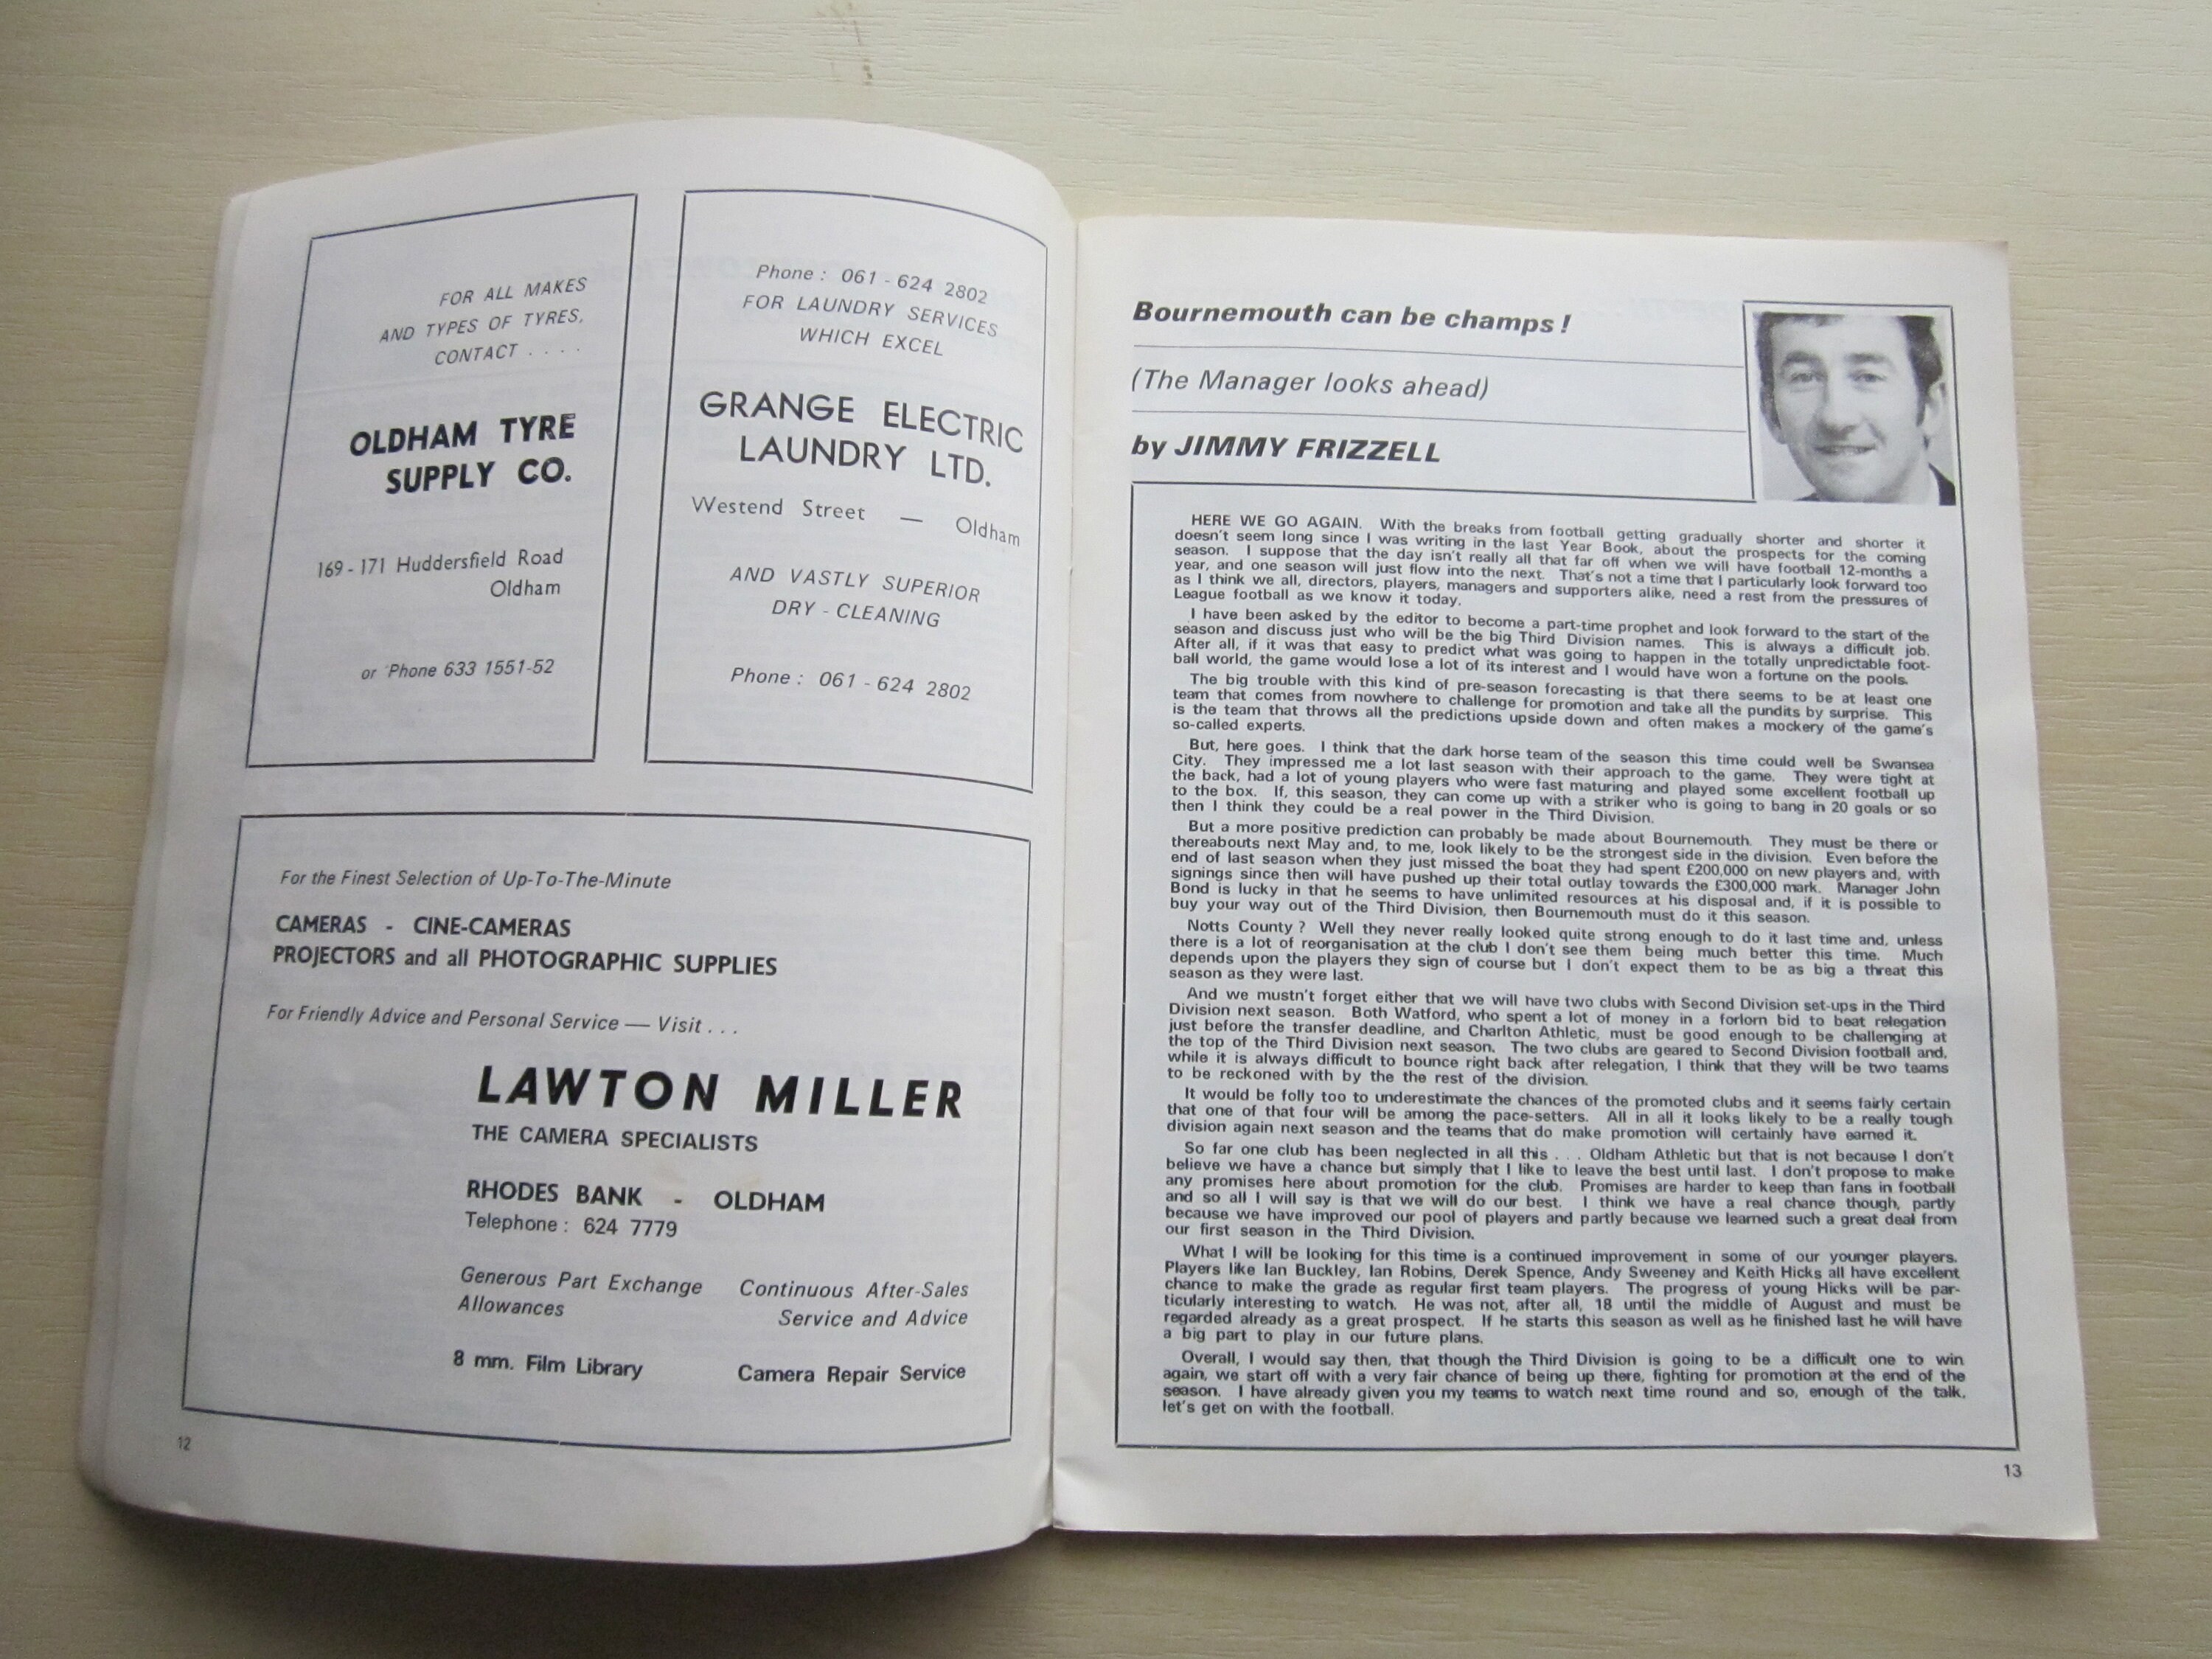 FOR ALL MAKES
AND TYPES OF TYRES,
CONTACT . . . .
OLDHAM TYRE
SUPPLY CO.
169 - 171 Huddersfield Road
Oldham
or 'Phone 633 1551-52
Phone : 061 - 624 2802
FOR LAUNDRY SERVICES
WHICH EXCEL
GRANGE ELECTRIC
LAUNDRY LTD.
Westend Street — Oldham
AND VASTLY SUPERIOR
DRY - CLEANING
Phone : 061 - 624 2802
For the Finest Selection of Up-To-The-Minute
CAMERAS - CINE-CAMERAS
PROJECTORS and all PHOTOGRAPHIC SUPPLIES
For Friendly Advice and Personal Service — Visit . . .
LAWTON MILLER
THE CAMERA SPECIALISTS
RHODES BANK - OLDHAM
Telephone : 624 7779
Generous Part Exchange
Allowances
Continuous After-Sales
Service and Advice
8 mm. Film Library
Camera Repair Service
12
Bournemouth can be champs !
(The Manager looks ahead)
by JIMMY FRIZZELL
HERE WE GO AGAIN. With the breaks from football getting gradually shorter and shorter it
doesn't seem long since I was writing in the last Year Book, about the prospects for the coming
season. I suppose that the day isn't really all that far off when we will have football 12-months a
year, and one season will just flow into the next. That's not a time that I particularly look forward too
as I think we all, directors, players, managers and supporters alike, need a rest from the pressures of
League football as we know it today.
I have been asked by the editor to become a part-time prophet and look forward to the start of the
season and discuss just who will be the big Third Division names. This is always a difficult job.
After all, if it was that easy to predict what was going to happen in the totally unpredictable foot-
ball world, the game would lose a lot of its interest and I would have won a fortune on the pools.
The big trouble with this kind of pre-season forecasting is that there seems to be at least one
team that comes from nowhere to challenge for promotion and take all the pundits by surprise. This
is the team that throws all the predictions upside down and often makes a mockery of the game's
so-called experts.
But, here goes. I think that the dark horse team of the season this time could well be Swansea
City. They impressed me a lot last season with their approach to the game. They were tight at
the back, had a lot of young players who were fast maturing and played some excellent football up
to the box. If, this season, they can come up with a striker who is going to bang in 20 goals or so
then I think they could be a real power in the Third Division.
But a more positive prediction can probably be made about Bournemouth. They must be there or
thereabouts next May and, to me, look likely to be the strongest side in the division. Even before the
end of last season when they just missed the boat they had spent £200,000 on new players and, with
signings since then will have pushed up their total outlay towards the £300,000 mark. Manager John
Bond is lucky in that he seems to have unlimited resources at his disposal and, if it is possible to
buy your way out of the Third Division, then Bournemouth must do it this season.
Notts County ? Well they never really looked quite strong enough to do it last time and, unless
there is a lot of reorganisation at the club I don't see them being much better this time. Much
depends upon the players they sign of course but I don't expect them to be as big a threat this
season as they were last.
And we mustn't forget either that we will have two clubs with Second Division set-ups in the Third
Division next season. Both Watford, who spent a lot of money in a forlorn bid to beat relegation
just before the transfer deadline, and Charlton Athletic, must be good enough to be challenging at
the top of the Third Division next season. The two clubs are geared to Second Division football and,
while it is always difficult to bounce right back after relegation, I think that they will be two teams
to be reckoned with by the the rest of the division.
It would be folly too to underestimate the chances of the promoted clubs and it seems fairly certain
that one of that four will be among the pace-setters. All in all it looks likely to be a really tough
division again next season and the teams that do make promotion will certainly have earned it.
So far one club has been neglected in all this . . . Oldham Athletic but that is not because I don't
believe we have a chance but simply that I like to leave the best until last. I don't propose to make
any promises here about promotion for the club. Promises are harder to keep than fans in football
and so all I will say is that we will do our best. I think we have a real chance though, partly
because we have improved our pool of players and partly because we learned such a great deal from
our first season in the Third Division.
What I will be looking for this time is a continued improvement in some of our younger players.
Players like Ian Buckley, Ian Robins, Derek Spence, Andy Sweeney and Keith Hicks all have excellent
chance to make the grade as regular first team players. The progress of young Hicks will be par-
ticularly interesting to watch. He was not, after all, 18 until the middle of August and must be
regarded already as a great prospect. If he starts this season as well as he finished last he will have
a big part to play in our future plans.
Overall, I would say then, that though the Third Division is going to be a difficult one to win
again, we start off with a very fair chance of being up there, fighting for promotion at the end of the
season. I have already given you my teams to watch next time round and so, enough of the talk,
let's get on with the football.
13